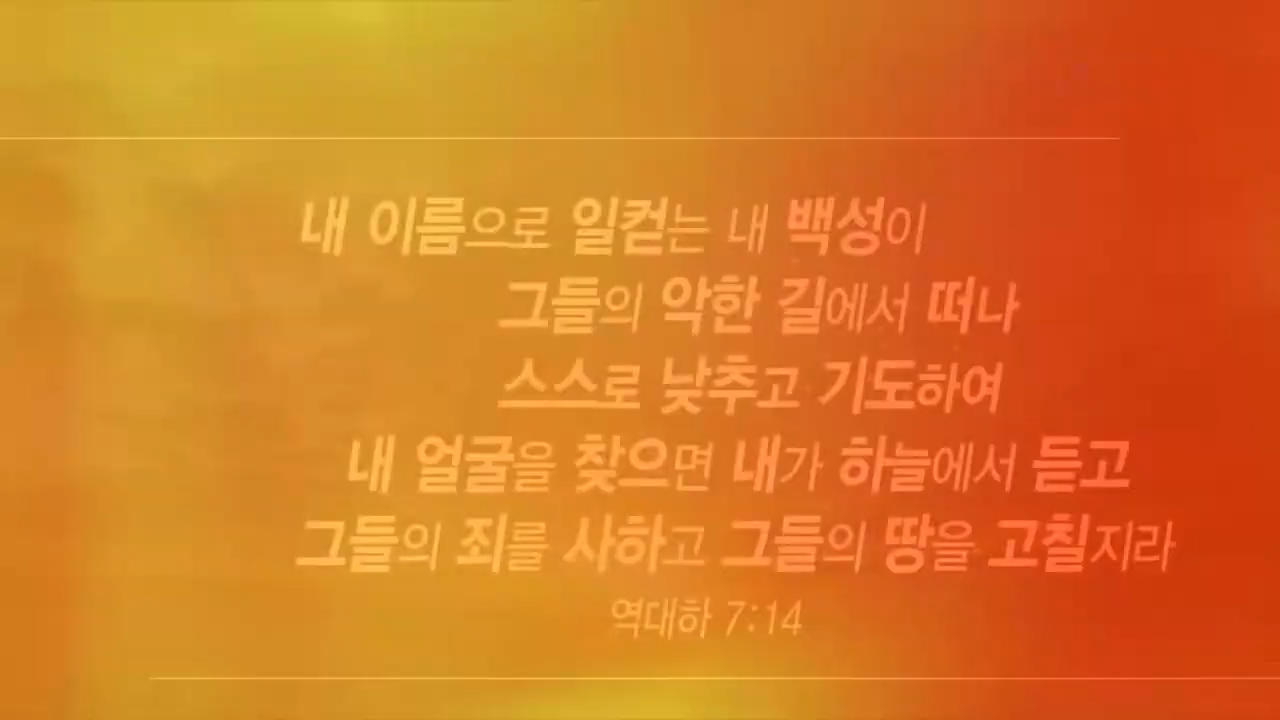 내 이름으로 일컫는 내 백성이
그들의 악한 길에서 떠나
스스로 낮추고 기도하여
내 얼굴을 찾으면 내가 하늘에서 듣고
그들의 죄를 사하고 그들의 땅을 고칠지라
역대하 7:14